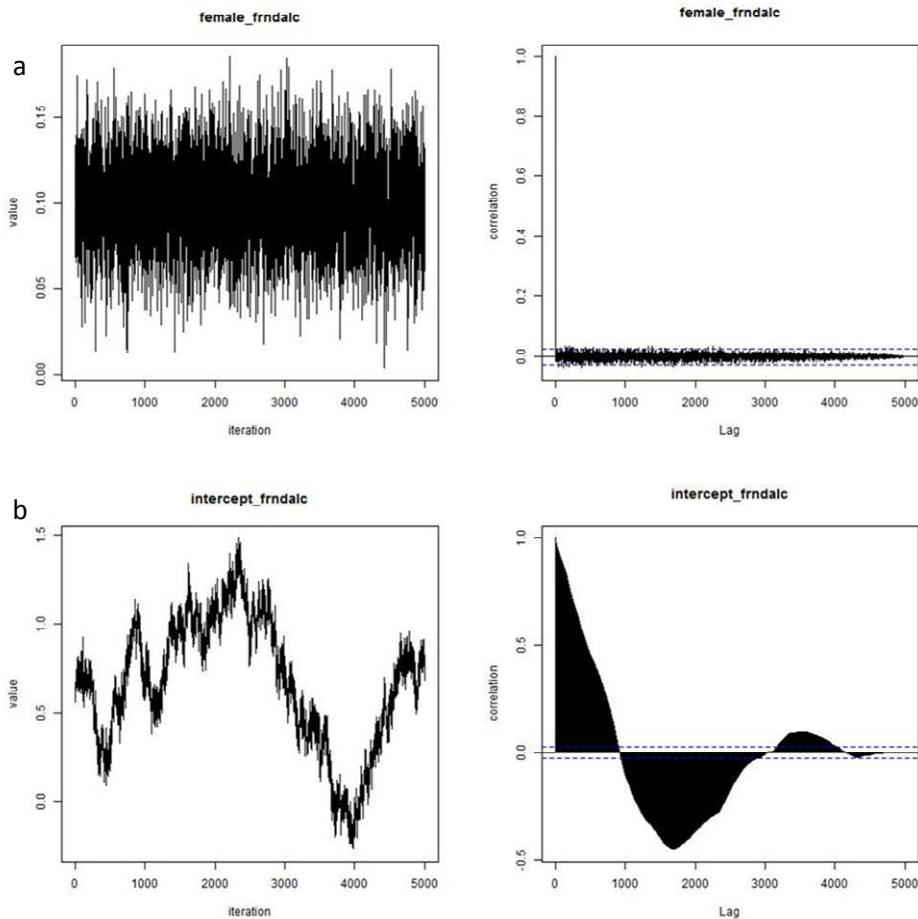 female_frndalc
female_frndalc
a
value
0.00
0.05
0.10
0.15
0 1000 2000 3000 4000 5000
iteration
correlation
0.0
0.2
0.4
0.6
0.8
1.0
0 1000 2000 3000 4000 5000
Lag
intercept_frndalc
intercept_frndalc
b
value
0.0
0.5
1.0
1.5
0 1000 2000 3000 4000 5000
iteration
correlation
-0.5
0.0
0.5
1.0
0 1000 2000 3000 4000 5000
Lag